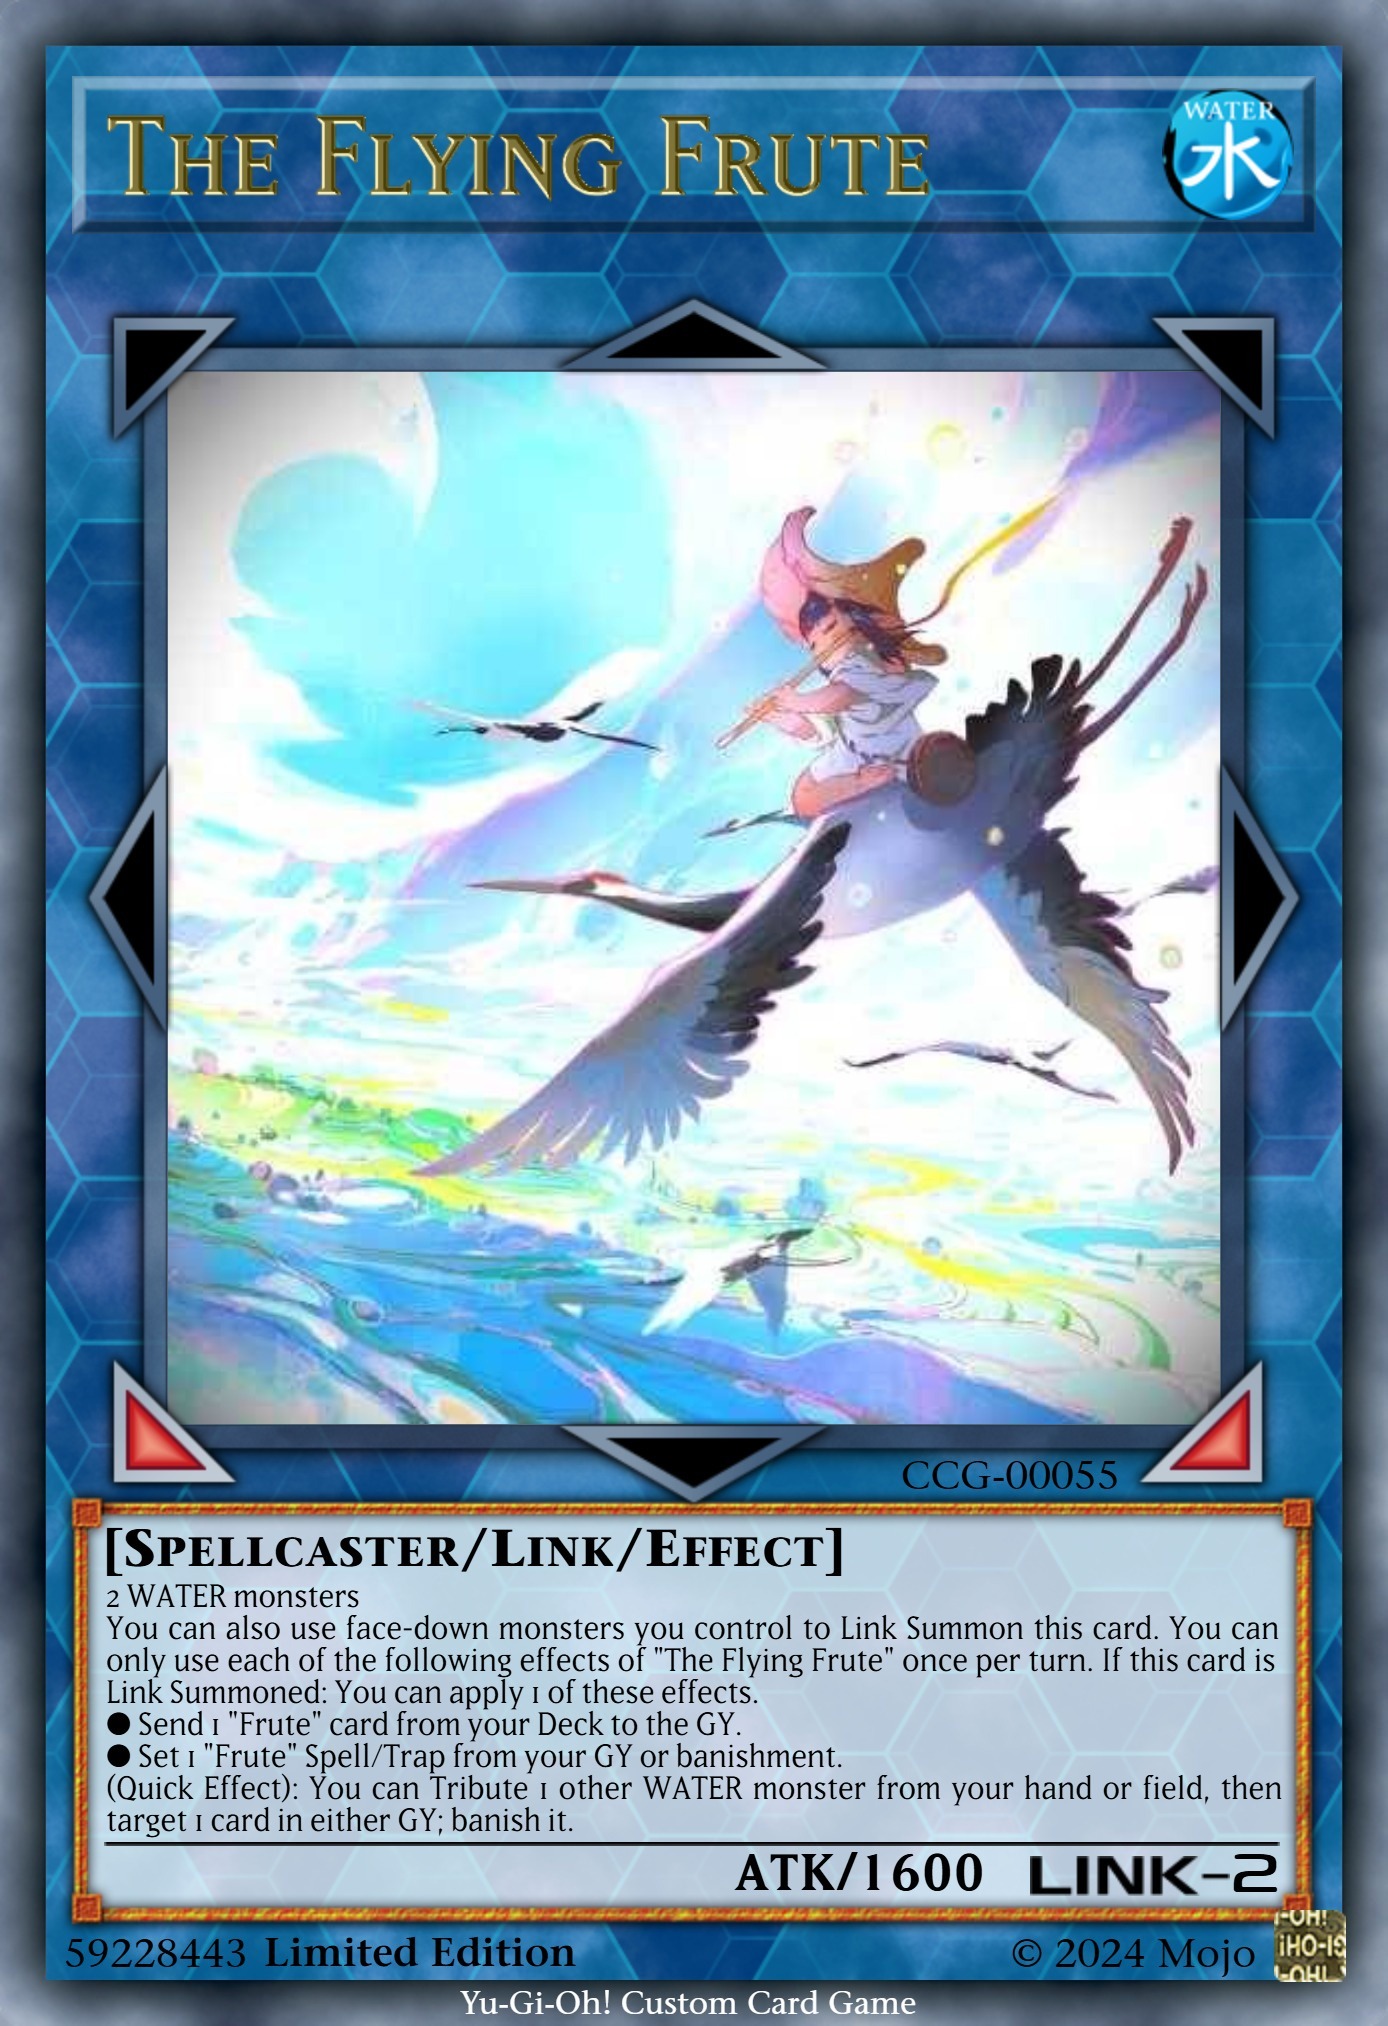 THE FLYING FRUTE
WATER
水
CCG-00055
[SPELLCASTER/LINK/EFFECT]
2 WATER monsters
You can also use face-down monsters you control to Link Summon this card. You can
only use each of the following effects of "The Flying Frute" once per turn. If this card is
Link Summoned: You can apply 1 of these effects.
● Send 1 "Frute" card from your Deck to the GY.
● Set 1 "Frute" Spell/Trap from your GY or banishment.
(Quick Effect): You can Tribute 1 other WATER monster from your hand or field, then
target 1 card in either GY; banish it.
ATK/1600 LINK-2
59228443 Limited Edition
© 2024 Mojo
Yu-Gi-Oh! Custom Card Game